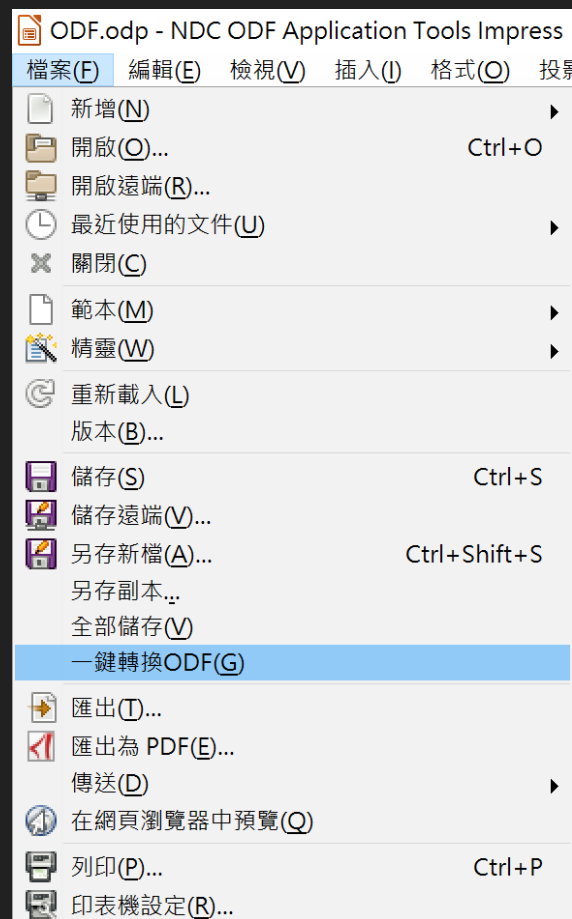 ODF.odp - NDC ODF Application Tools Impress
檔案(F) 編輯(E) 檢視(V) 插入(I) 格式(O) 投影
新增(N)
開啟(O)... Ctrl+O
開啟遠端(R)...
最近使用的文件(U)
關閉(C)
範本(M)
精靈(W)
重新載入(L)
版本(B)...
儲存(S) Ctrl+S
儲存遠端(V)...
另存新檔(A)... Ctrl+Shift+S
另存副本...
全部儲存(V)
一鍵轉換ODF(G)
匯出(T)...
匯出為 PDF(E)...
傳送(D)
在網頁瀏覽器中預覽(Q)
列印(P)... Ctrl+P
印表機設定(R)...